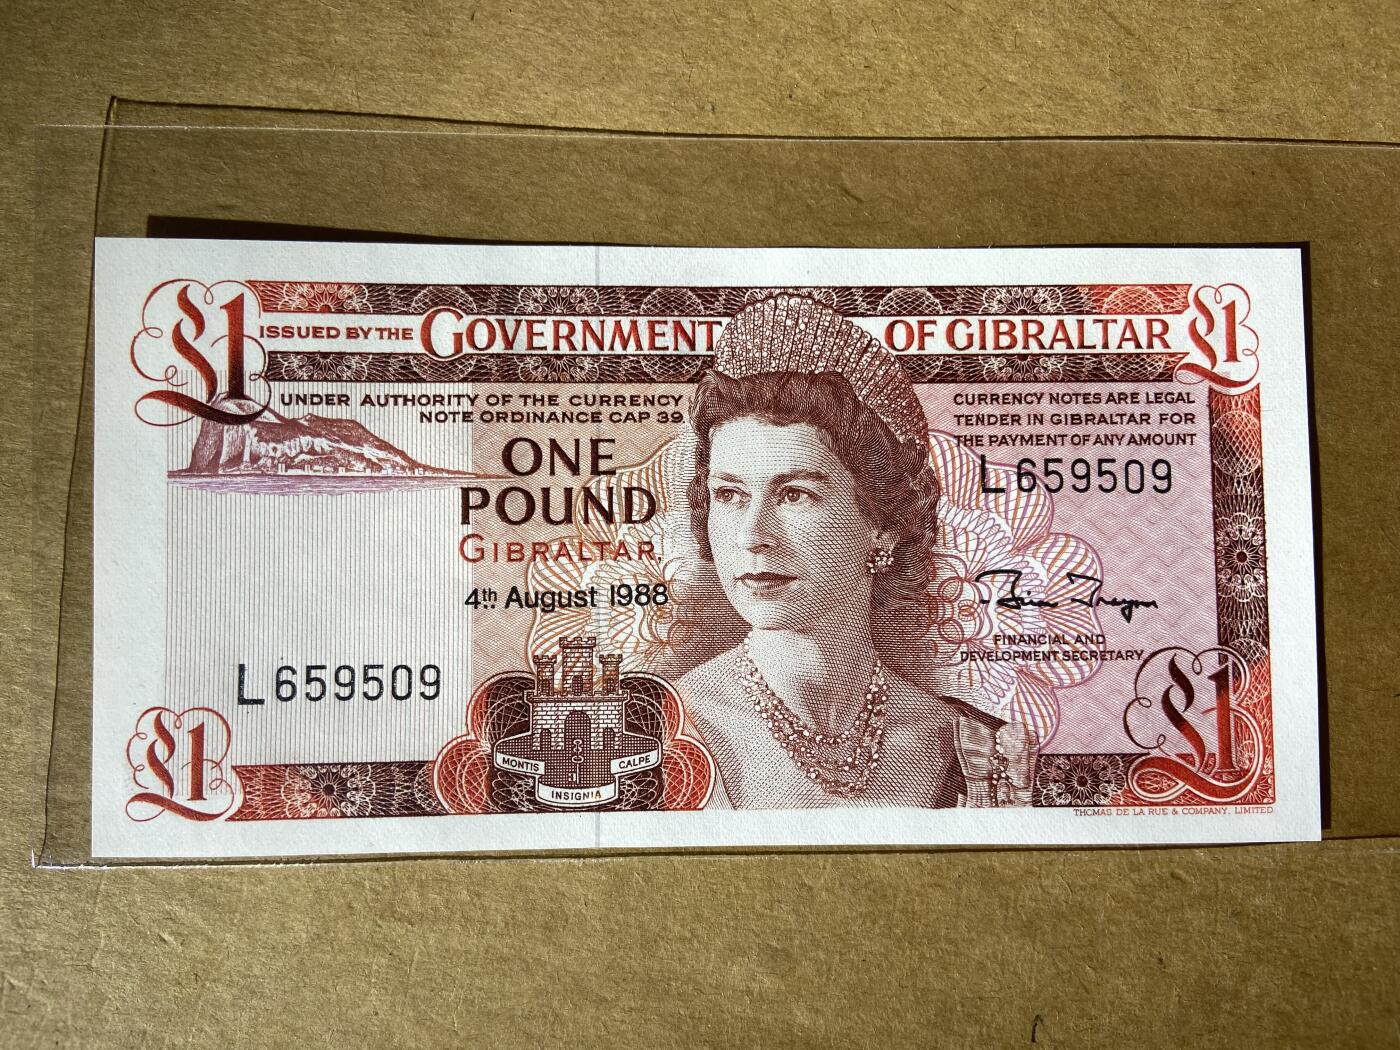 £1 ISSUED BY THE GOVERNMENT OF GIBRALTAR £1
UNDER AUTHORITY OF THE CURRENCY
NOTE ORDINANCE CAP 39.
CURRENCY NOTES ARE LEGAL
TENDER IN GIBRALTAR FOR
THE PAYMENT OF ANY AMOUNT
ONE
POUND
GIBRALTAR,
4th August 1988
L659509
FINANCIAL AND
DEVELOPMENT SECRETARY
L659509
MONTIS CALPE
INSIGNIA
£1
£1
THOMAS DE LA RUE & COMPANY, LIMITED